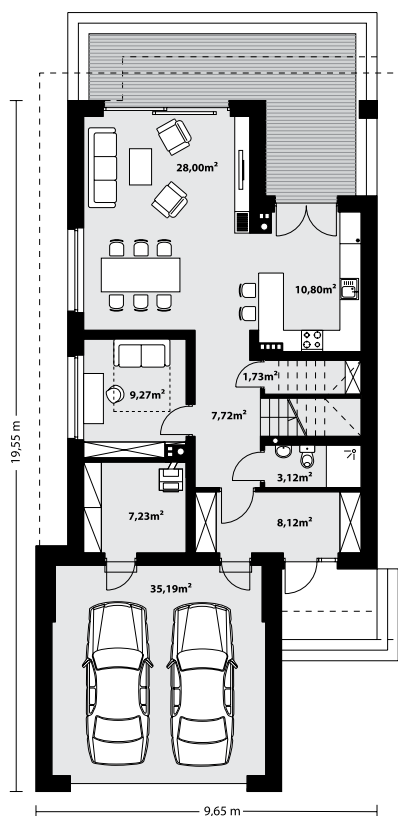 28,00m²
10,80m²
1,73m²
9,27m²
7,72m²
3,12m²
7,23m²
8,12m²
35,19m²
19,55 m
9,65 m